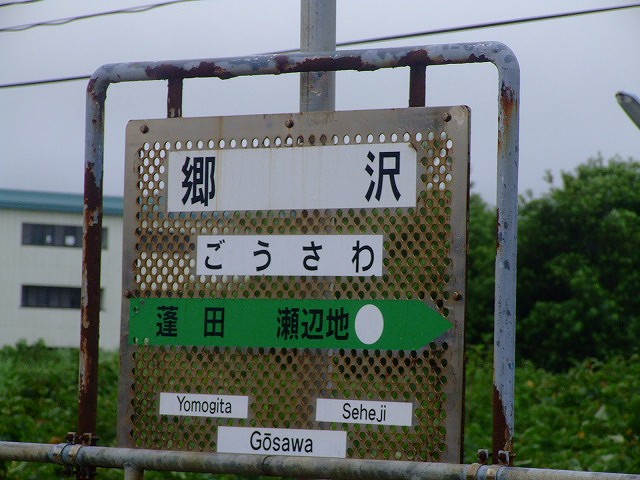 郷 沢
ごうさわ
蓬田 瀬辺地
Yomogita Seheji
Gōsawa